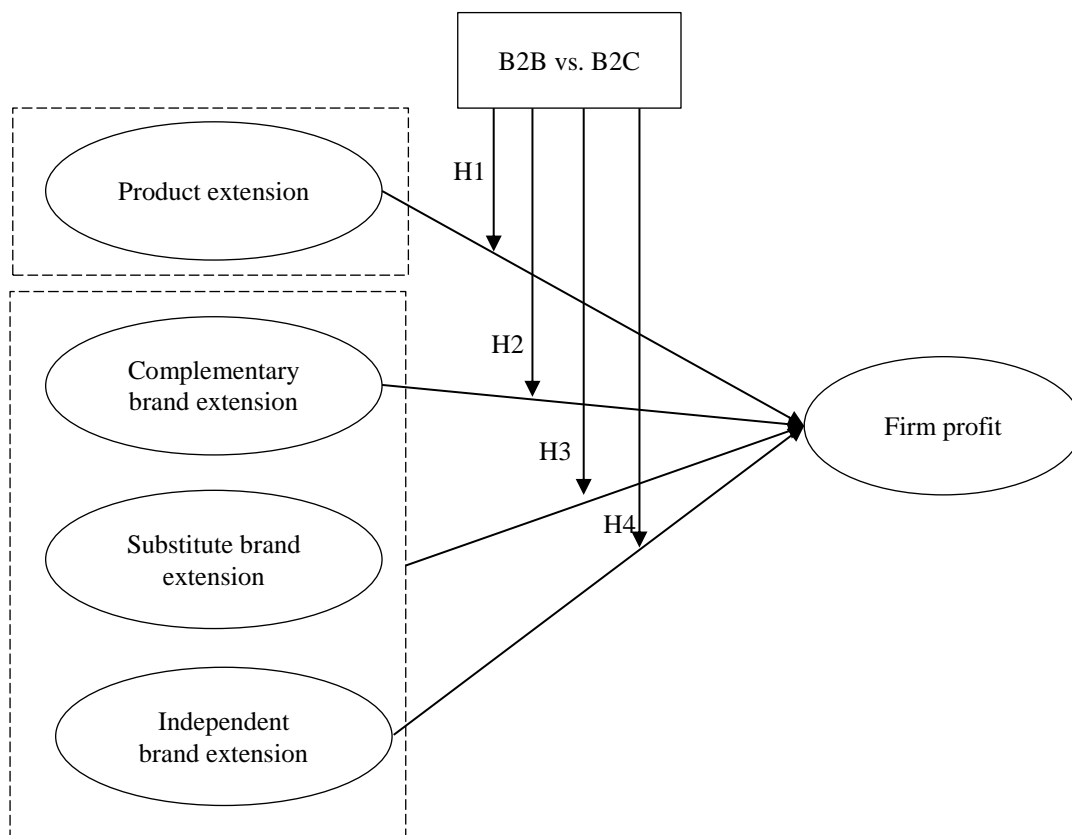 B2B vs. B2C
H1
Product extension
H2
Complementary
brand extension
Firm profit
H3
H4
Substitute brand
extension
Independent
brand extension